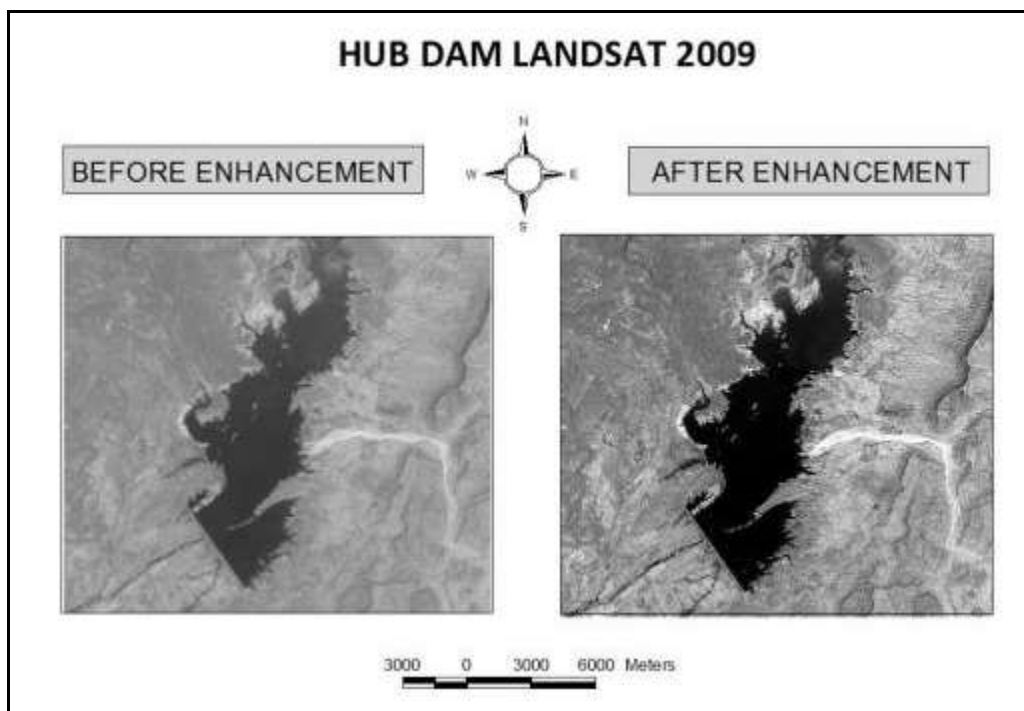 HUB DAM LANDSAT 2009
N
BEFORE ENHANCEMENT
W E
AFTER ENHANCEMENT
S
3000 0 3000 6000 Meters